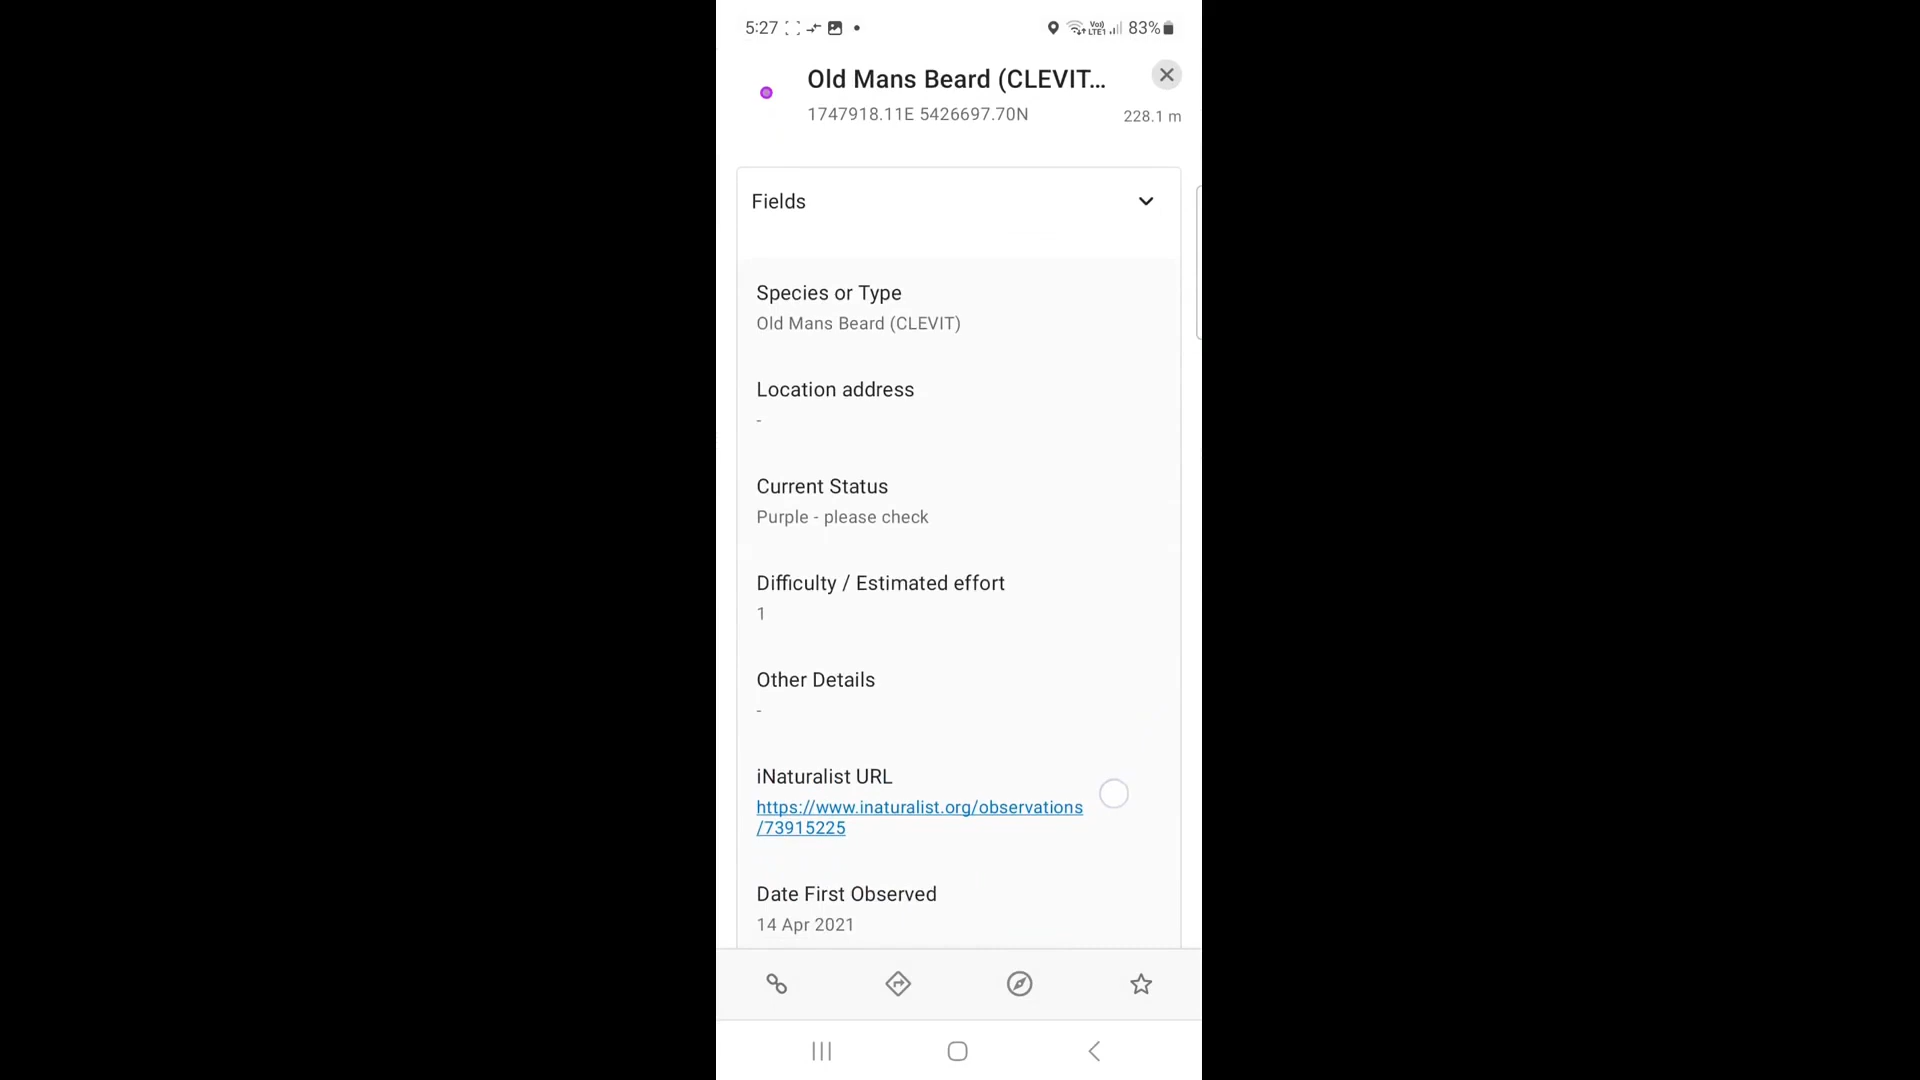 5:27
Vo)) LTE1
83%
Old Mans Beard (CLEVIT...
1747918.11E 5426697.70N
228.1 m
Fields
Species or Type
Old Mans Beard (CLEVIT)
Location address
-
Current Status
Purple - please check
Difficulty / Estimated effort
1
Other Details
-
iNaturalist URL
https://www.inaturalist.org/observations
/73915225
Date First Observed
14 Apr 2021